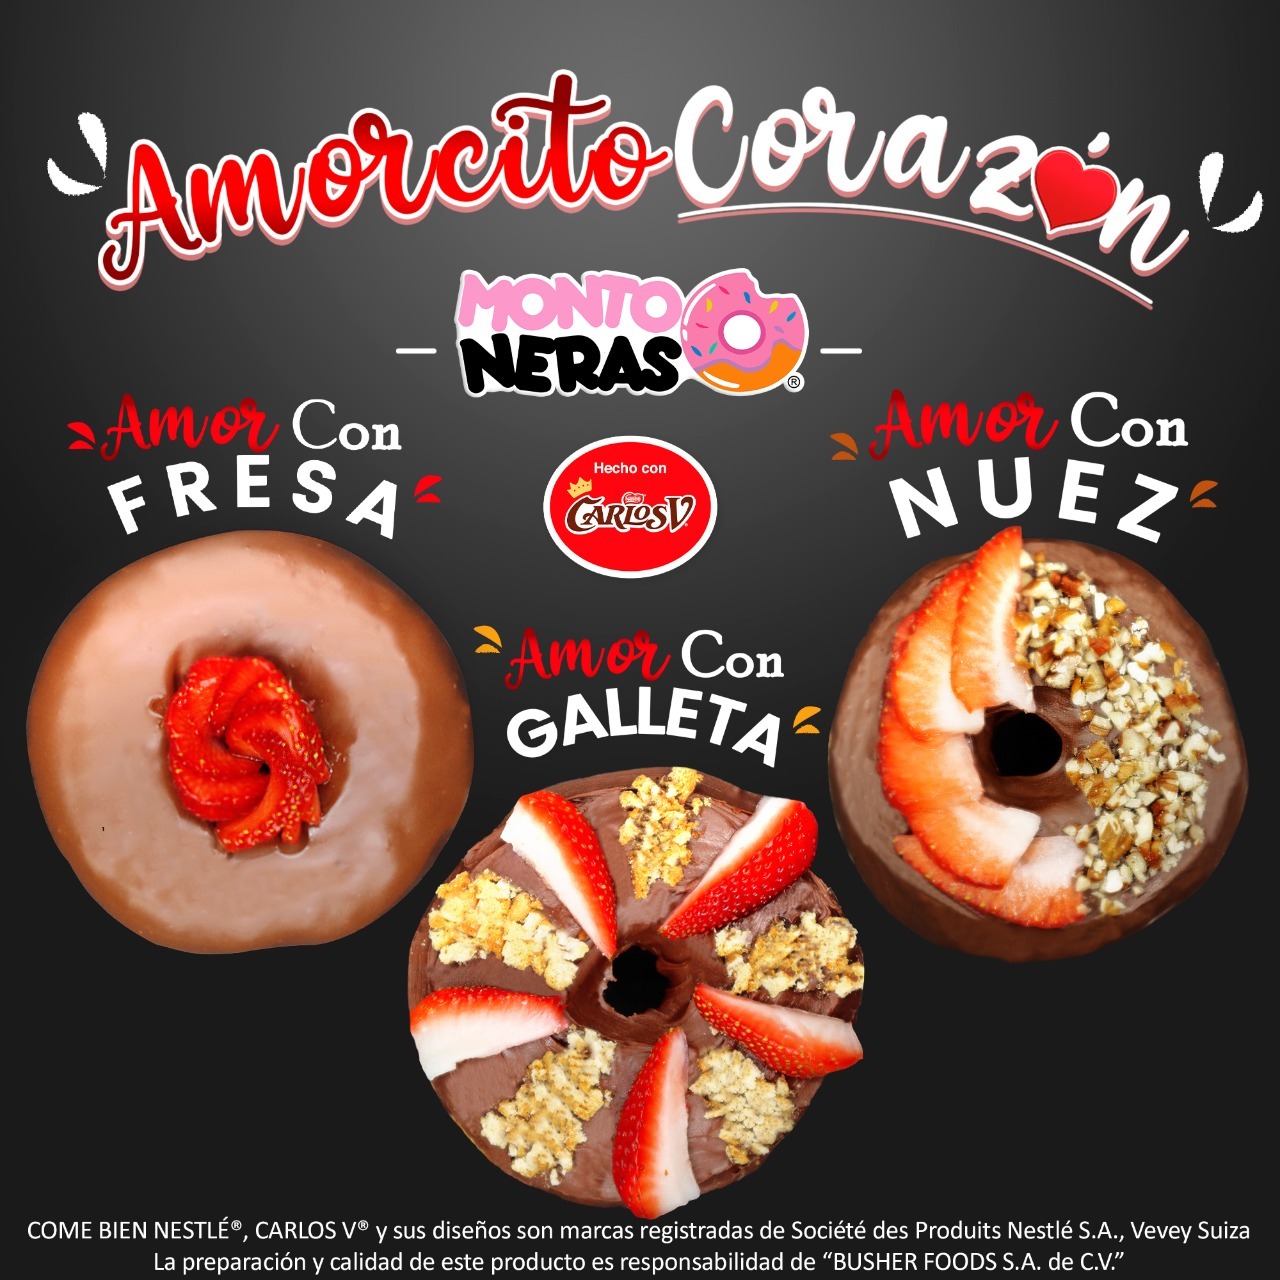 Amorcito Corazón
MONTO
NERAS
®
Amor Con
FRESA
Hecho con
Nestlé
CARLOS V
Amor Con
NUEZ
Amor Con
GALLETA
COME BIEN NESTLÉ®, CARLOS V® y sus diseños son marcas registradas de Société des Produits Nestlé S.A., Vevey Suiza
La preparación y calidad de este producto es responsabilidad de “BUSHER FOODS S.A. de C.V.”